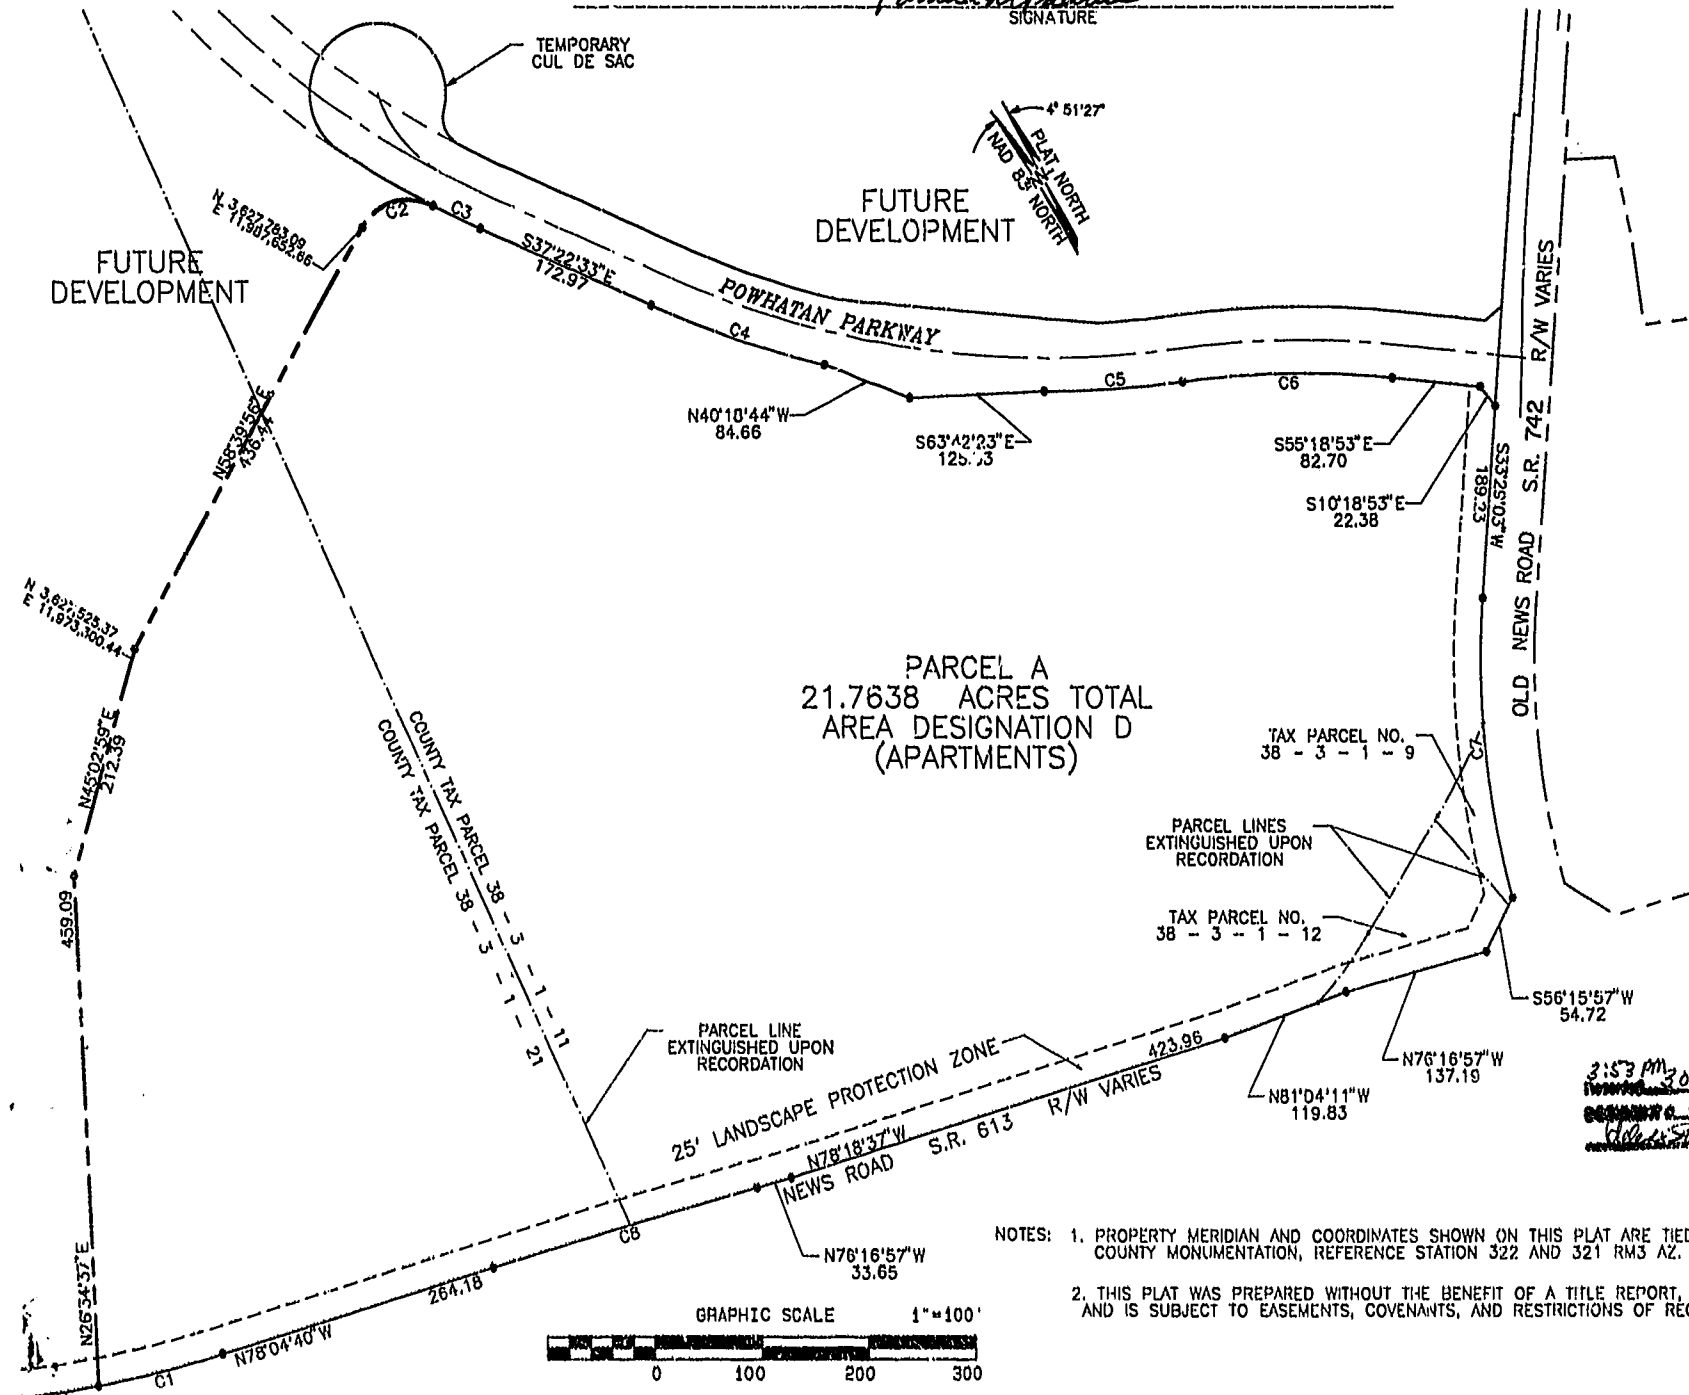 SIGNATURE
TEMPORARY
CUL DE SAC
4° 51'27"
PLAT NORTH
NAD 83 NORTH
FUTURE
DEVELOPMENT
N 3,627,783.09
C2
C3
FUTURE
DEVELOPMENT
S37°22'33"E
172.97
POWHATAN PARKWAY
C4
C5
C6
R/W VARIES
N40°18'44"W
84.66
S63°42'23"E
S55°18'53"E
82.70
S10°18'53"E
22.38
S33°25'03"W
189.23
N58°39'56"E
436.44
OLD NEWS ROAD S.R. 742
E 11,973,300.44
N45°02'59"E
212.39
PARCEL A
21.7638 ACRES TOTAL
AREA DESIGNATION D
(APARTMENTS)
COUNTY TAX PARCEL 38 - 3 - 1 - 11
COUNTY TAX PARCEL 38 - 3 - 1 - 21
TAX PARCEL NO.
38 - 3 - 1 - 9
PARCEL LINES
EXTINGUISHED UPON
RECORDATION
TAX PARCEL NO.
38 - 3 - 1 - 12
459.09
N26°34'37"E
PARCEL LINE
EXTINGUISHED UPON
RECORDATION
25' LANDSCAPE PROTECTION ZONE
423.96
N78°18'37"W
NEWS ROAD S.R. 613 R/W VARIES
S56°15'57"W
54.72
N76°16'57"W
137.19
N81°04'11"W
119.83
3:53 PM
C8
N76°16'57"W
33.65
264.18
N78°04'40"W
C1
NOTES: 1. PROPERTY MERIDIAN AND COORDINATES SHOWN ON THIS PLAT ARE TIED
COUNTY MONUMENTATION, REFERENCE STATION 322 AND 321 RM3 AZ.
2. THIS PLAT WAS PREPARED WITHOUT THE BENEFIT OF A TITLE REPORT,
AND IS SUBJECT TO EASEMENTS, COVENANTS, AND RESTRICTIONS OF REC
GRAPHIC SCALE 1"=100'
0 100 200 300